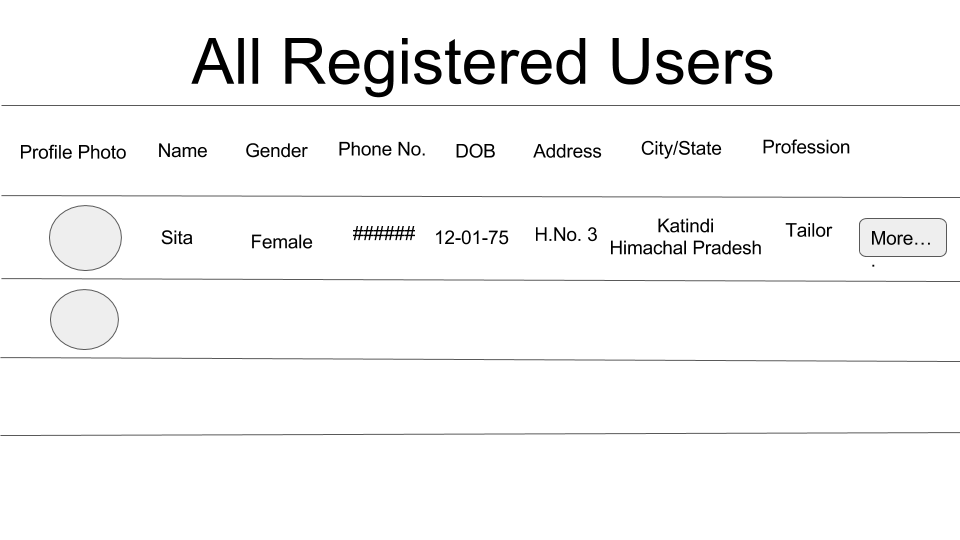 All Registered Users
Profile Photo Name Gender Phone No. DOB Address City/State Profession
Sita Female ###### 12-01-75 H.No. 3 Katindi Tailor More…
Himachal Pradesh .